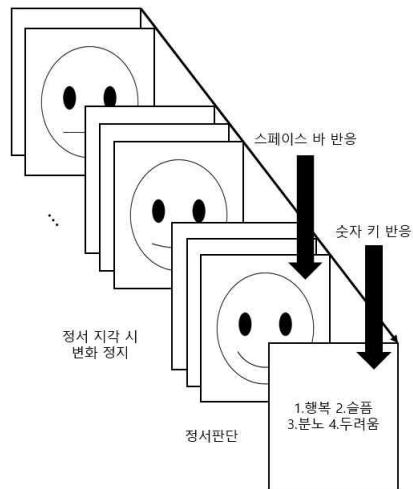 스페이스 바 반응
숫자 키 반응
정서 지각 시
변화 정지
정서판단
1.행복 2.슬픔
3.분노 4.두려움